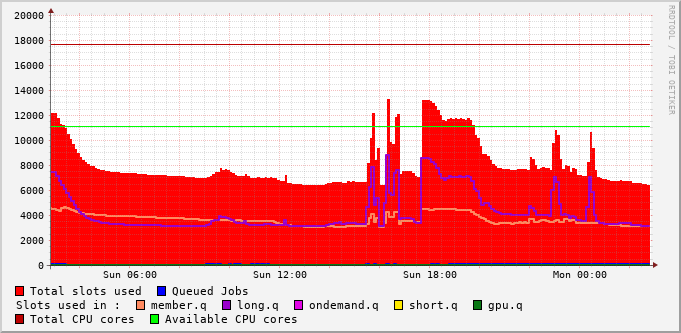 20000
18000
16000
14000
12000
10000
8000
6000
4000
2000
0
Sun 06:00 Sun 12:00 Sun 18:00 Mon 00:00
RRDTOOL / TOBI OETIKER
Total slots used Queued Jobs
Slots used in : member.q long.q ondemand.q short.q gpu.q
Total CPU cores Available CPU cores